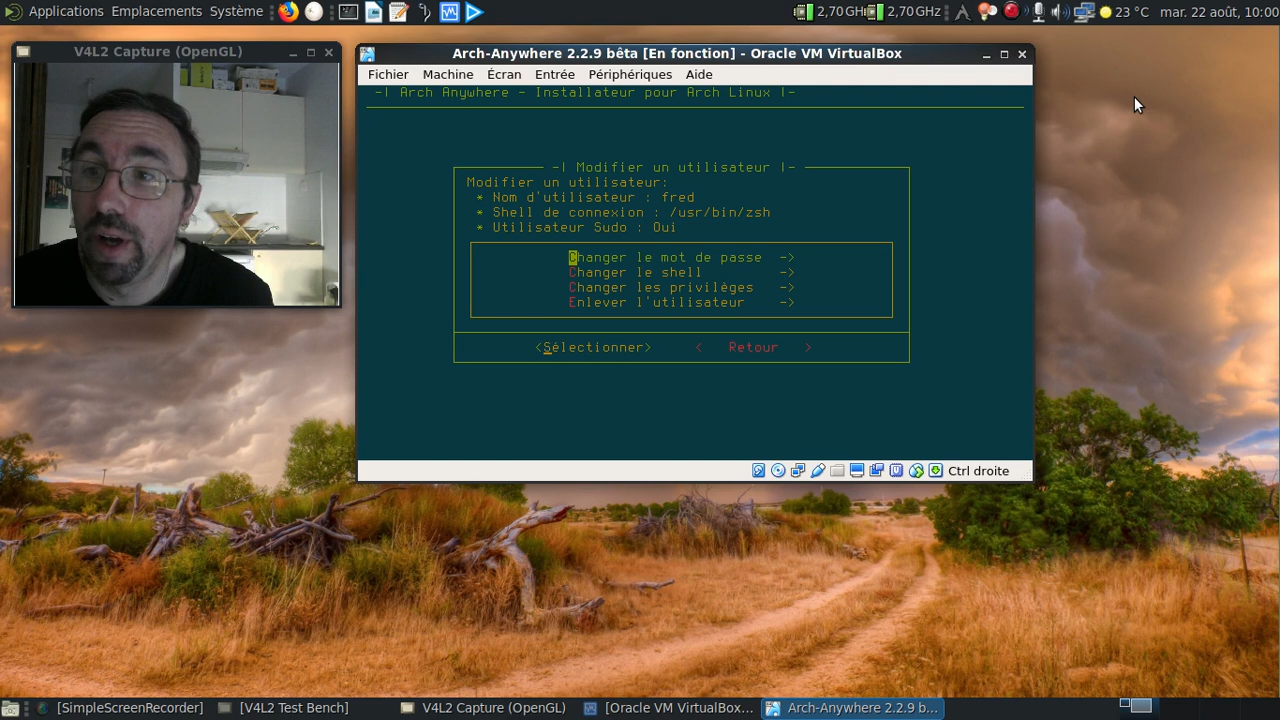 Applications Emplacements Système
2,70 GHz 2,70 GHz
23 °C mar. 22 août, 10:00
V4L2 Capture (OpenGL)
Arch-Anywhere 2.2.9 bêta [En fonction] - Oracle VM VirtualBox
Fichier Machine Écran Entrée Périphériques Aide
-| Arch Anywhere - Installateur pour Arch Linux |-
-| Modifier un utilisateur |-
Modifier un utilisateur:
* Nom d'utilisateur : fred
* Shell de connexion : /usr/bin/zsh
* Utilisateur Sudo : Oui
Changer le mot de passe ->
Changer le shell ->
Changer les privilèges ->
Enlever l'utilisateur ->
<Sélectionner> < Retour >
Ctrl droite
[SimpleScreenRecorder] [V4L2 Test Bench] V4L2 Capture (OpenGL) [Oracle VM VirtualBox... Arch-Anywhere 2.2.9 b...